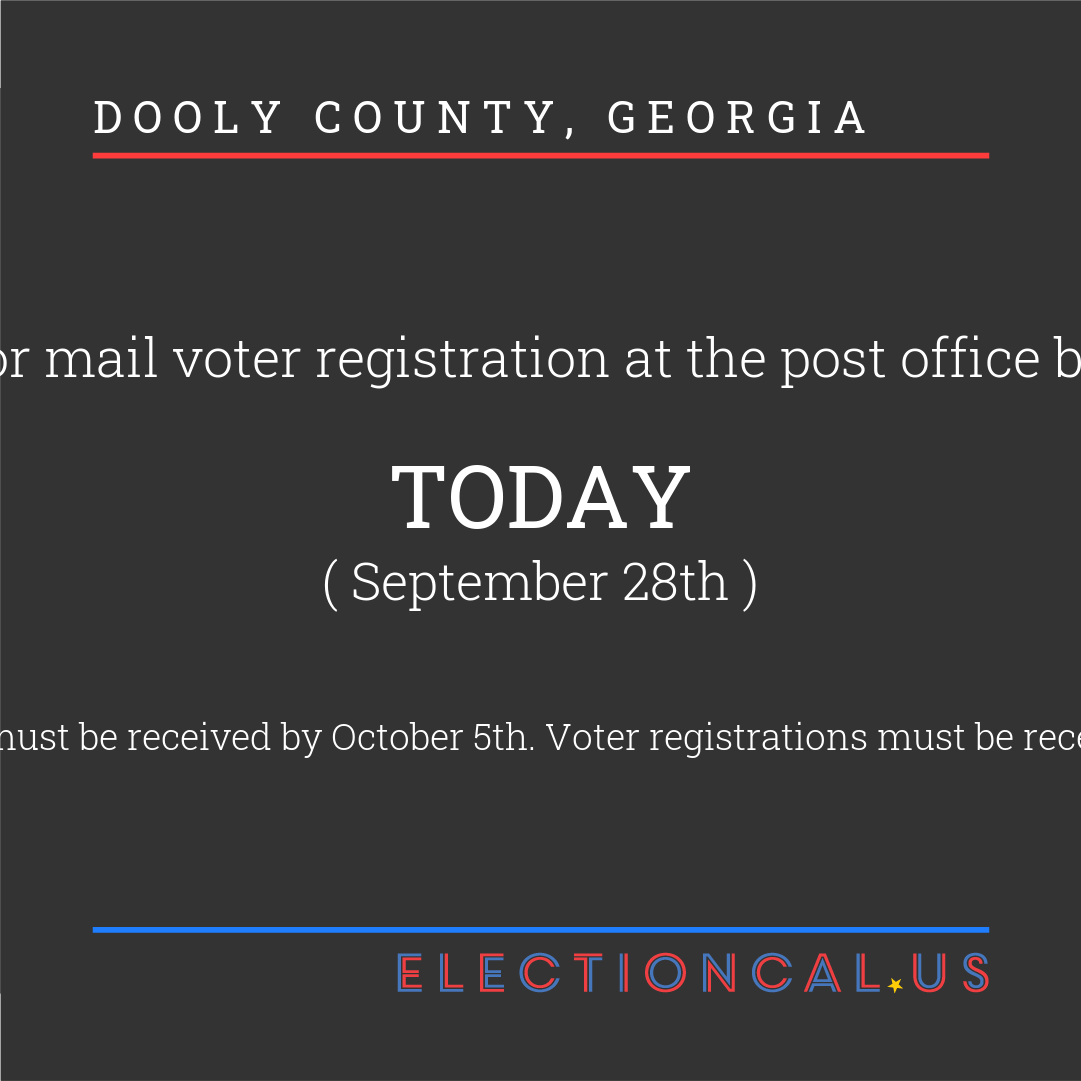 DOOLY COUNTY, GEORGIA
or mail voter registration at the post office b
TODAY
( September 28th )
must be received by October 5th. Voter registrations must be rece
ELECTIONCAL.US